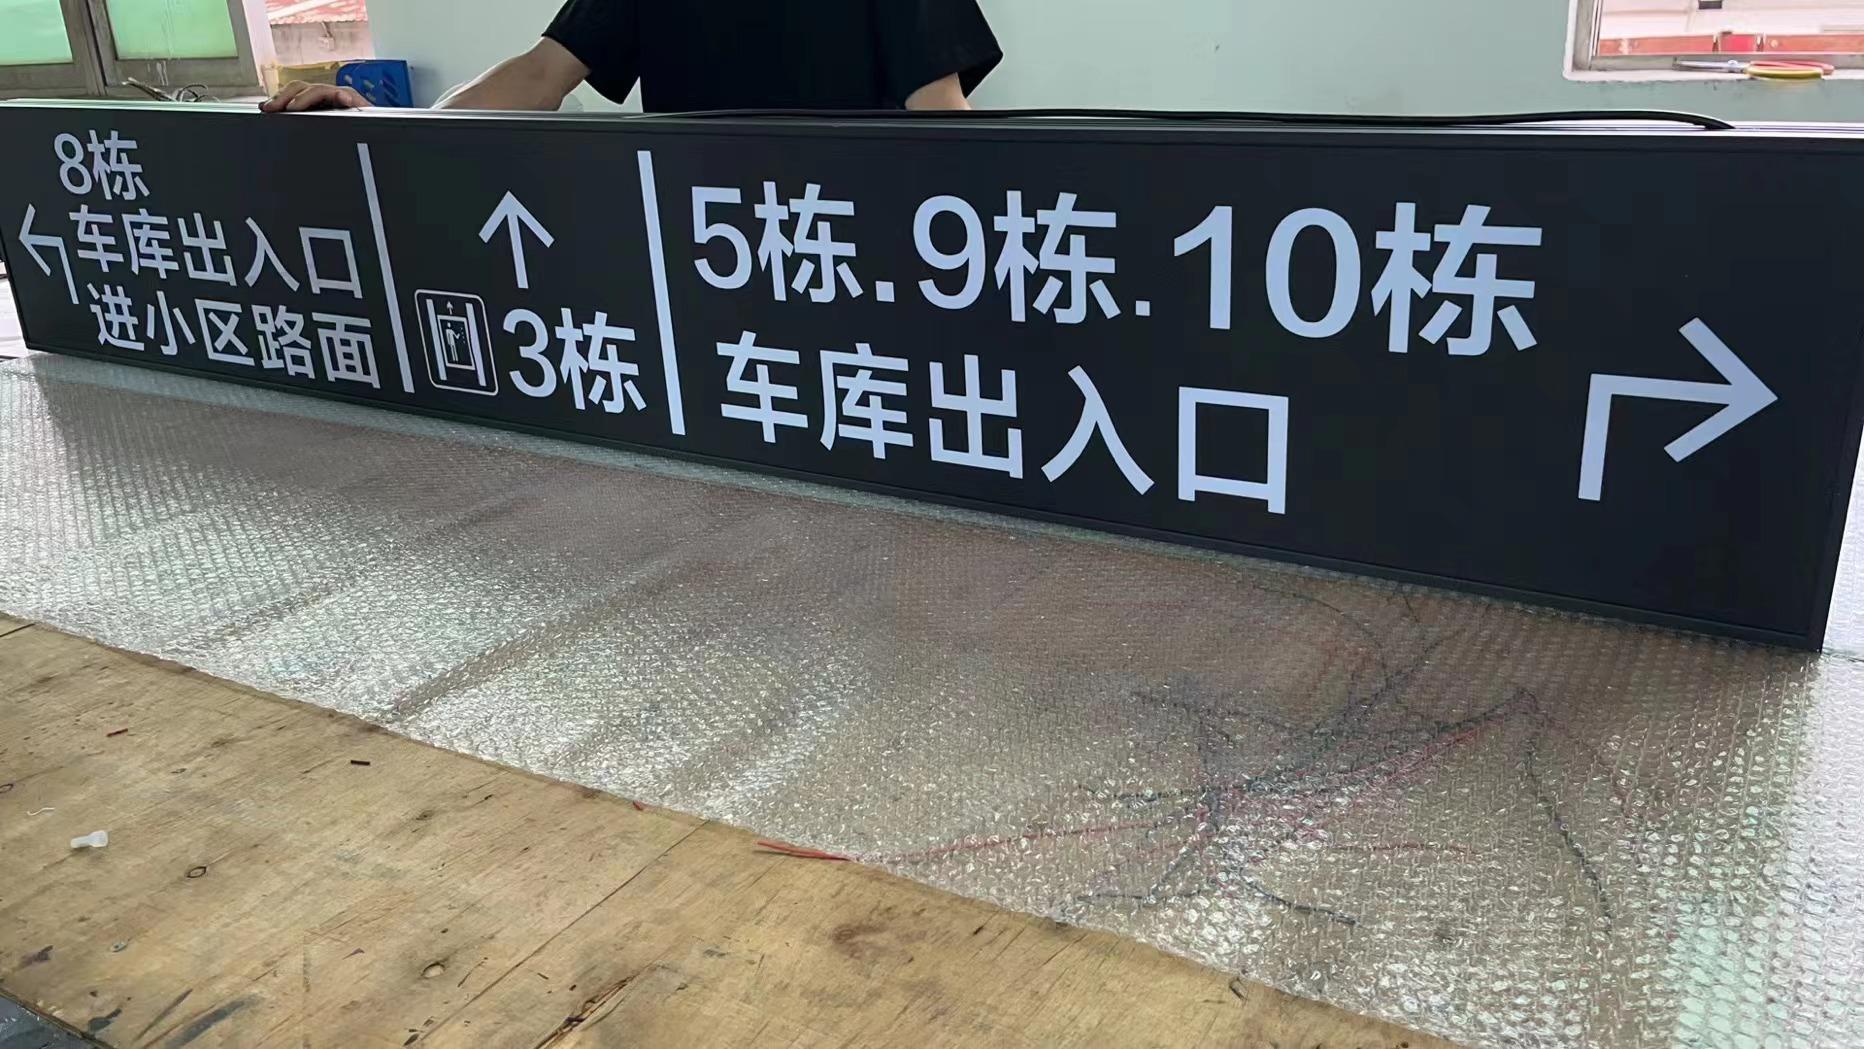 8栋
车库出入口
进小区路面
3栋
5栋.9栋.10栋
车库出入口